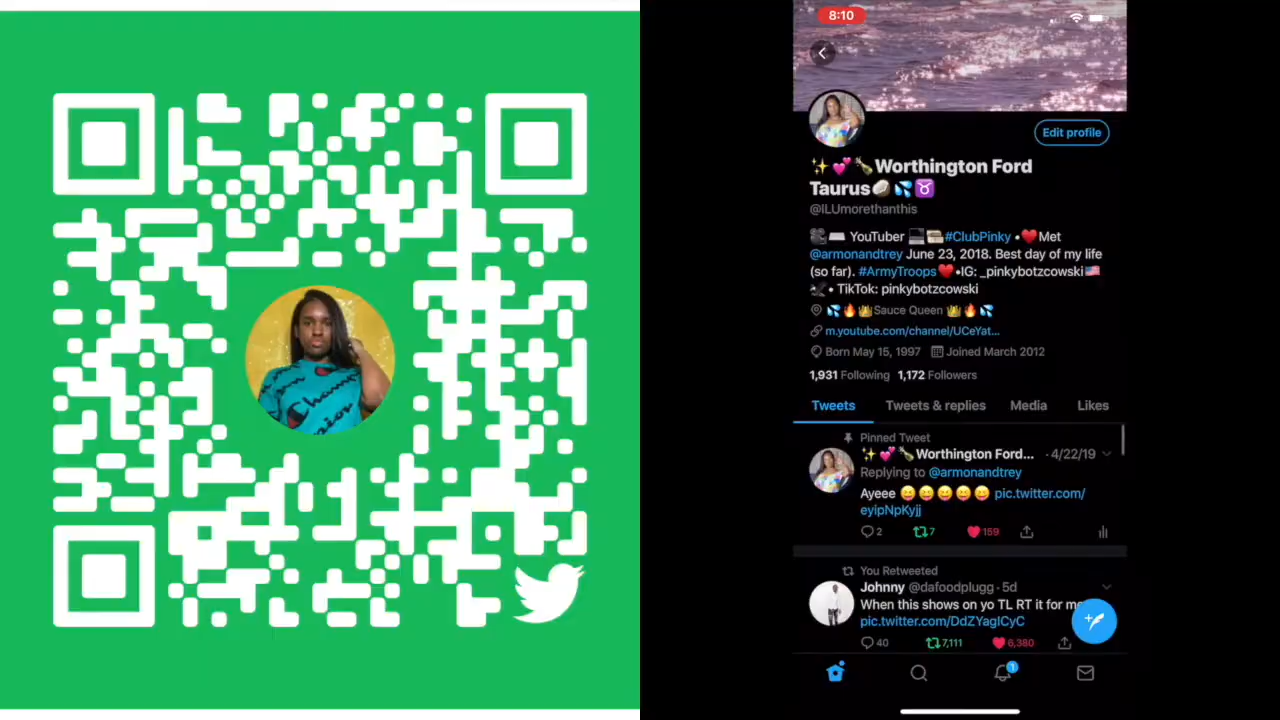 8:10
Edit profile
✨💕🍾Worthington Ford
Taurus🥔💦♉
@ILUmorethanthis
YouTuber #ClubPinky •❤️Met
@armonandtrey June 23, 2018. Best day of my life
(so far). #ArmyTroops❤️•IG: _pinkybotzcowski🇺🇸
• TikTok: pinkybotzcowski
💦🔥👑Sauce Queen 👑🔥💦
m.youtube.com/channel/UCeYat...
Born May 15, 1997 Joined March 2012
1,931 Following 1,172 Followers
Tweets Tweets & replies Media Likes
Pinned Tweet
✨💕🍾Worthington Ford... · 4/22/19
Replying to @armonandtrey
Ayeee 😝😝😝😝😝 pic.twitter.com/
eyipNpKyjj
2 7 159
You Retweeted
Johnny @dafoodplugg · 5d
When this shows on yo TL RT it for me
pic.twitter.com/DdZYagICyC
40 7,111 6,380
1